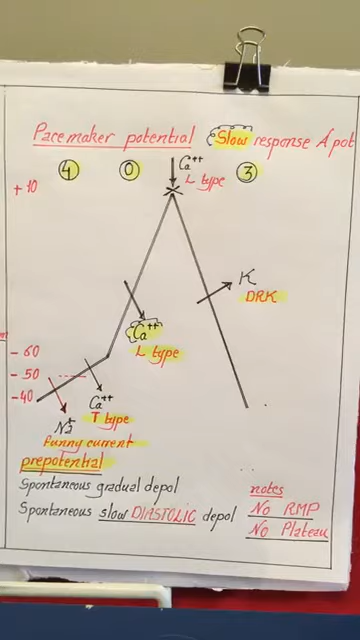 Pacemaker potential (Slow response A pot
4 0 3
Ca++
L type
+10
K
DRK
Ca++
L type
- 60
- 50
-40
Ca++
T type
Na+
funny current
prepotential
Spontaneous gradual depol
Spontaneous slow DIASTOLIC depol
notes
No RMP
No Plateau